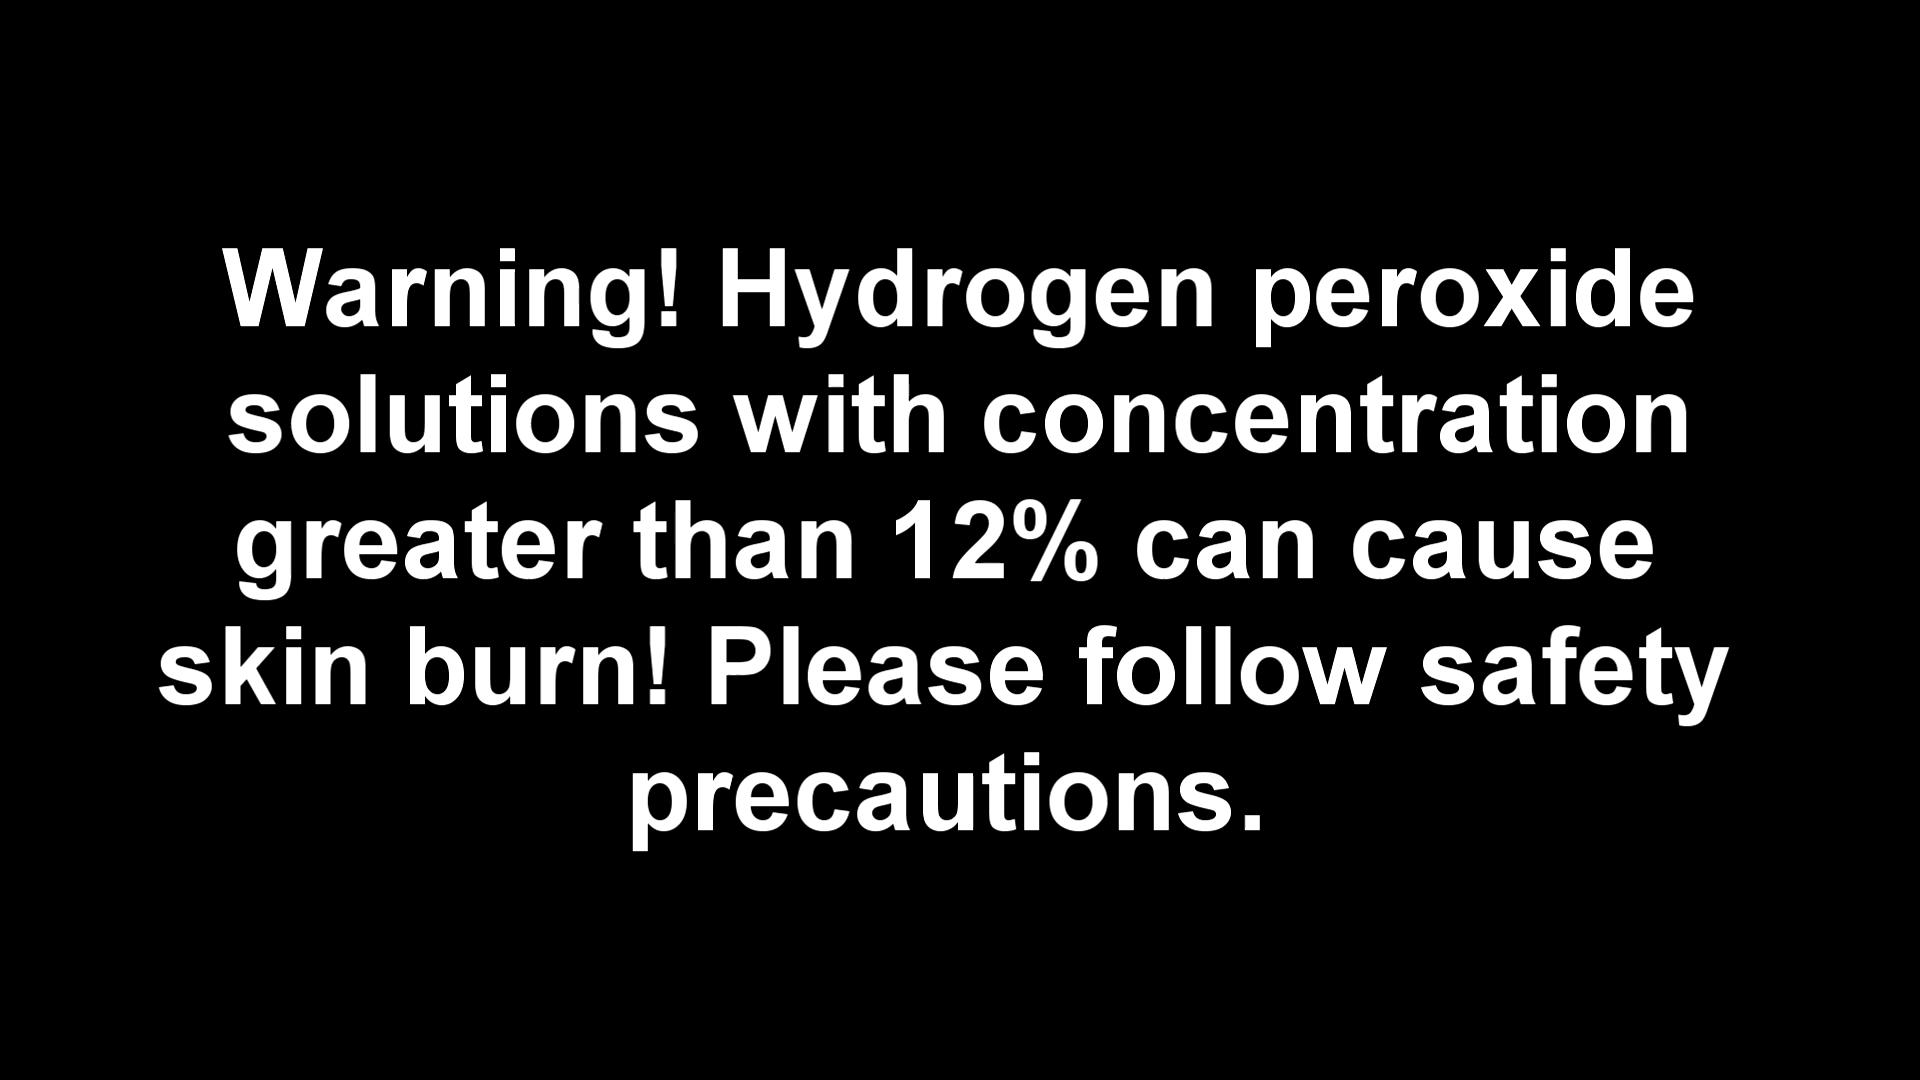 Warning! Hydrogen peroxide
solutions with concentration
greater than 12% can cause
skin burn! Please follow safety
precautions.